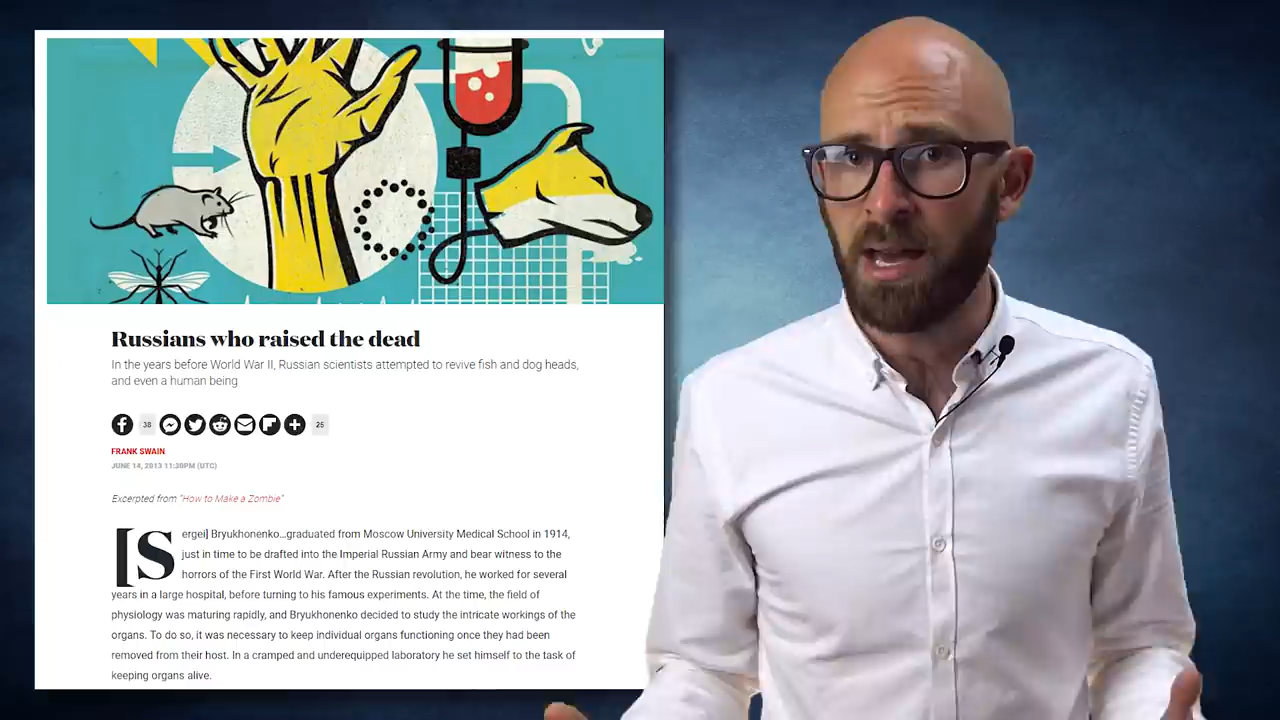 Russians who raised the dead
In the years before World War II, Russian scientists attempted to revive fish and dog heads,
and even a human being
38
25
FRANK SWAIN
JUNE 14, 2013 11:30PM (UTC)
Excerpted from "How to Make a Zombie"
[Sergei] Bryukhonenko...graduated from Moscow University Medical School in 1914,
just in time to be drafted into the Imperial Russian Army and bear witness to the
horrors of the First World War. After the Russian revolution, he worked for several
years in a large hospital, before turning to his famous experiments. At the time, the field of
physiology was maturing rapidly, and Bryukhonenko decided to study the intricate workings of the
organs. To do so, it was necessary to keep individual organs functioning once they had been
removed from their host. In a cramped and underequipped laboratory he set himself to the task of
keeping organs alive.